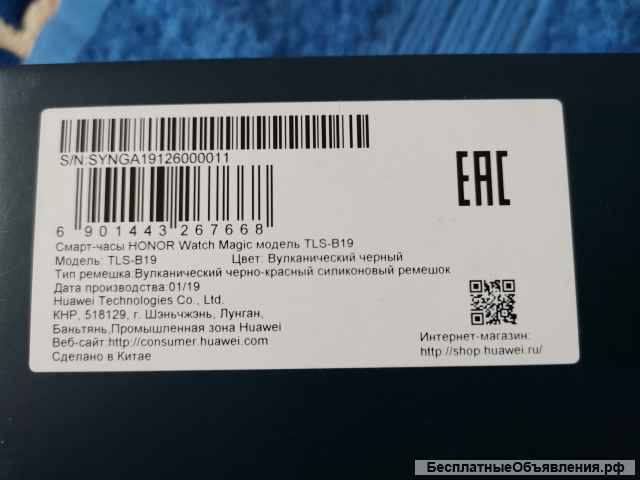 S/N:SYNGA19126000011
EAC
6 901443 267668
Смарт-часы HONOR Watch Magic модель TLS-B19
Модель: TLS-B19 Цвет: Вулканический черный
Тип ремешка:Вулканический черно-красный силиконовый ремешок
Дата производства:01/19
Huawei Technologies Co., Ltd.
КНР, 518129, г. Шэньчжэнь, Лунган,
Баньтянь,Промышленная зона Huawei
Веб-сайт:http://consumer.huawei.com
Сделано в Китае
Интернет-магазин:
http://shop.huawei.ru/
БесплатныеОбъявления.рф